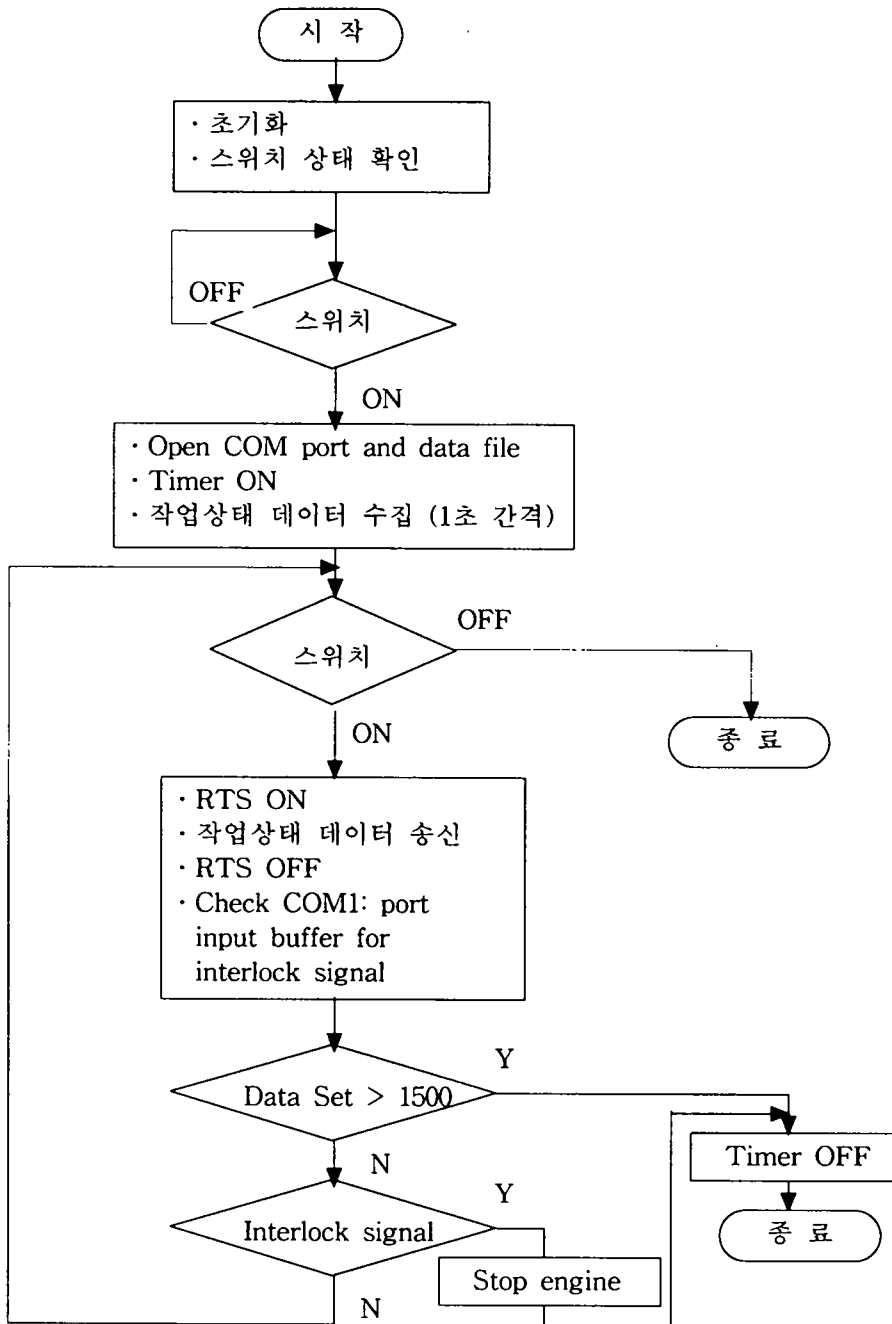 시 작
· 초기화
· 스위치 상태 확인
OFF
스위치
ON
· Open COM port and data file
· Timer ON
· 작업상태 데이터 수집 (1초 간격)
OFF
스위치
ON
종 료
· RTS ON
· 작업상태 데이터 송신
· RTS OFF
· Check COM1: port
input buffer for
interlock signal
Y
Data Set > 1500
N
Timer OFF
Y
Interlock signal
종 료
Stop engine
N